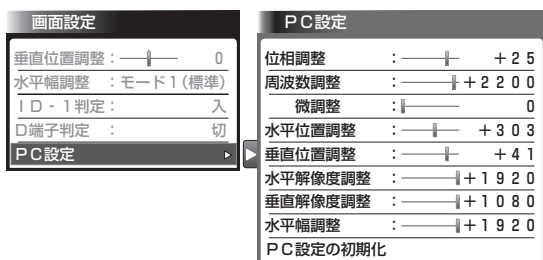 画面設定
垂直位置調整： 0
水平幅調整 ：モード1(標準)
ID-1判定： 入
D端子判定 ： 切
PC設定
PC設定
位相調整 ： +25
周波数調整 ： +2200
微調整 ： 0
水平位置調整 ： +303
垂直位置調整 ： +41
水平解像度調整 ： +1920
垂直解像度調整 ： +1080
水平幅調整 ： +1920
PC設定の初期化